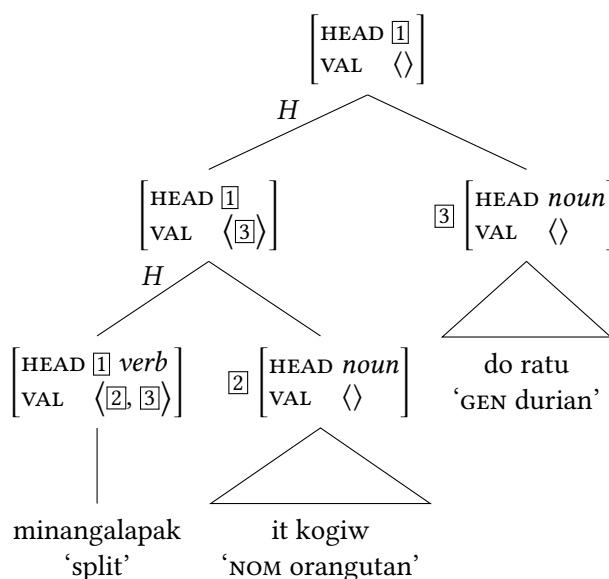 HEAD 1
VAL ⟨⟩
H
HEAD 1
VAL ⟨3⟩
3 HEAD noun
VAL ⟨⟩
H
HEAD 1 verb
VAL ⟨2, 3⟩
2 HEAD noun
VAL ⟨⟩
do ratu
‘GEN durian’
minangalapak
‘split’
it kogiw
‘NOM orangutan’